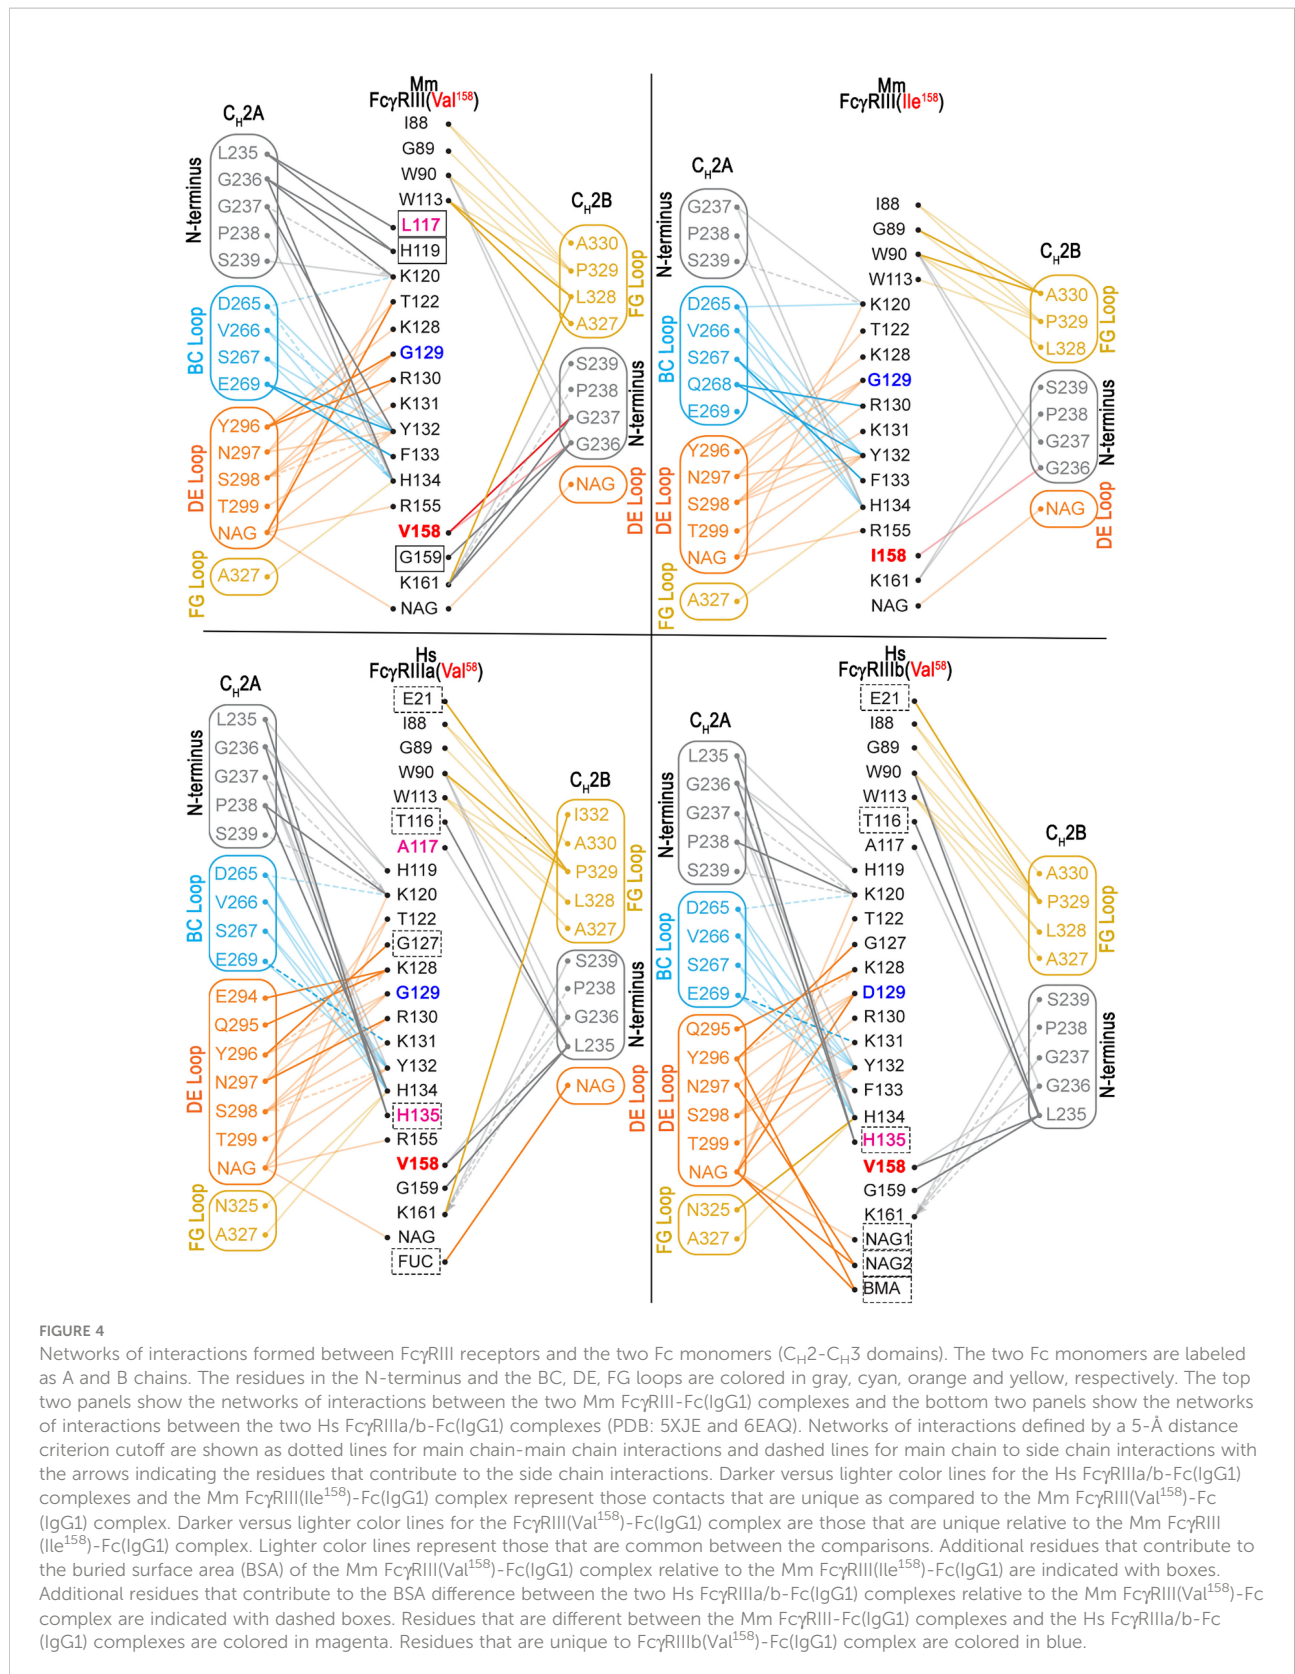 Mm
FcγRIII(Val158)
CH2A
N-terminus
L235
G236
G237
P238
S239
BC Loop
D265
V266
S267
E269
DE Loop
Y296
N297
S298
T299
NAG
FG Loop
A327
I88
G89
W90
W113
L117
H119
K120
T122
K128
G129
R130
K131
Y132
F133
H134
R155
V158
G159
K161
NAG
CH2B
A330
P329
L328
A327
FG Loop
S239
P238
G237
G236
N-terminus
NAG
DE Loop
Mm
FcγRIII(Ile158)
CH2A
N-terminus
G237
P238
S239
BC Loop
D265
V266
S267
Q268
E269
DE Loop
Y296
N297
S298
T299
NAG
FG Loop
A327
I88
G89
W90
W113
K120
T122
K128
G129
R130
K131
Y132
F133
H134
R155
I158
K161
NAG
CH2B
A330
P329
L328
FG Loop
S239
P238
G237
G236
N-terminus
NAG
DE Loop
Hs
FcγRIIIa(Val58)
CH2A
N-terminus
L235
G236
G237
P238
S239
BC Loop
D265
V266
S267
E269
DE Loop
E294
Q295
Y296
N297
S298
T299
NAG
FG Loop
N325
A327
E21
I88
G89
W90
W113
T116
A117
H119
K120
T122
G127
K128
G129
R130
K131
Y132
H134
H135
R155
V158
G159
K161
NAG
FUC
CH2B
I332
A330
P329
L328
A327
FG Loop
S239
P238
G236
L235
N-terminus
NAG
DE Loop
Hs
FcγRIIIb(Val58)
CH2A
N-terminus
L235
G236
G237
P238
S239
BC Loop
D265
V266
S267
E269
DE Loop
Q295
Y296
N297
S298
T299
NAG
FG Loop
N325
A327
E21
I88
G89
W90
W113
T116
A117
H119
K120
T122
G127
K128
D129
R130
K131
Y132
F133
H134
H135
V158
G159
K161
NAG1
NAG2
BMA
CH2B
A330
P329
L328
A327
FG Loop
S239
P238
G237
G236
L235
N-terminus
FIGURE 4
Networks of interactions formed between FcγRIII receptors and the two Fc monomers (CH2-CH3 domains). The two Fc monomers are labeled
as A and B chains. The residues in the N-terminus and the BC, DE, FG loops are colored in gray, cyan, orange and yellow, respectively. The top
two panels show the networks of interactions between the two Mm FcγRIII-Fc(IgG1) complexes and the bottom two panels show the networks
of interactions between the two Hs FcγRIIIa/b-Fc(IgG1) complexes (PDB: 5XJE and 6EAQ). Networks of interactions defined by a 5-Å distance
criterion cutoff are shown as dotted lines for main chain-main chain interactions and dashed lines for main chain to side chain interactions with
the arrows indicating the residues that contribute to the side chain interactions. Darker versus lighter color lines for the Hs FcγRIIIa/b-Fc(IgG1)
complexes and the Mm FcγRIII(Ile158)-Fc(IgG1) complex represent those contacts that are unique as compared to the Mm FcγRIII(Val158)-Fc
(IgG1) complex. Darker versus lighter color lines for the FcγRIII(Val158)-Fc(IgG1) complex are those that are unique relative to the Mm FcγRIII
(Ile158)-Fc(IgG1) complex. Lighter color lines represent those that are common between the comparisons. Additional residues that contribute to
the buried surface area (BSA) of the Mm FcγRIII(Val158)-Fc(IgG1) complex relative to the Mm FcγRIII(Ile158)-Fc(IgG1) are indicated with boxes.
Additional residues that contribute to the BSA difference between the two Hs FcγRIIIa/b-Fc(IgG1) complexes relative to the Mm FcγRIII(Val158)-Fc
complex are indicated with dashed boxes. Residues that are different between the Mm FcγRIII-Fc(IgG1) complexes and the Hs FcγRIIIa/b-Fc
(IgG1) complexes are colored in magenta. Residues that are unique to FcγRIIIb(Val158)-Fc(IgG1) complex are colored in blue.